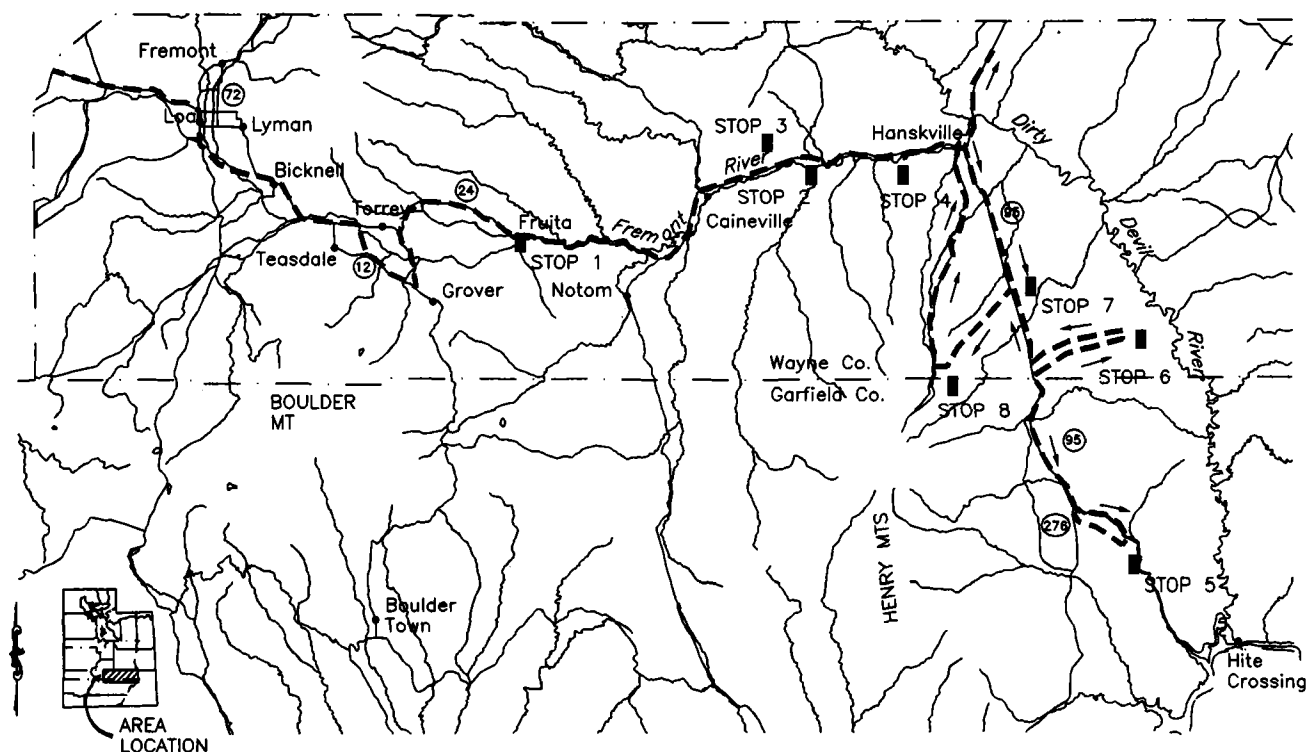 Fremont
72
Loa
Lyman
Bicknell
Torrey
24
Teasdale
12
Grover
Fruita
STOP 1
Notom
Fremont
River
STOP 3
STOP 2
Caineville
Hanskville
STOP 4
Dirty
Devil
River
95
STOP 7
STOP 6
Wayne Co.
Garfield Co.
STOP 8
BOULDER
MT
95
276
HENRY MTS
STOP 5
Boulder
Town
Hite
Crossing
AREA
LOCATION